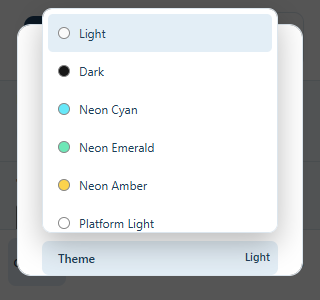 Light
Dark
Neon Cyan
Neon Emerald
Neon Amber
Platform Light
Theme Light